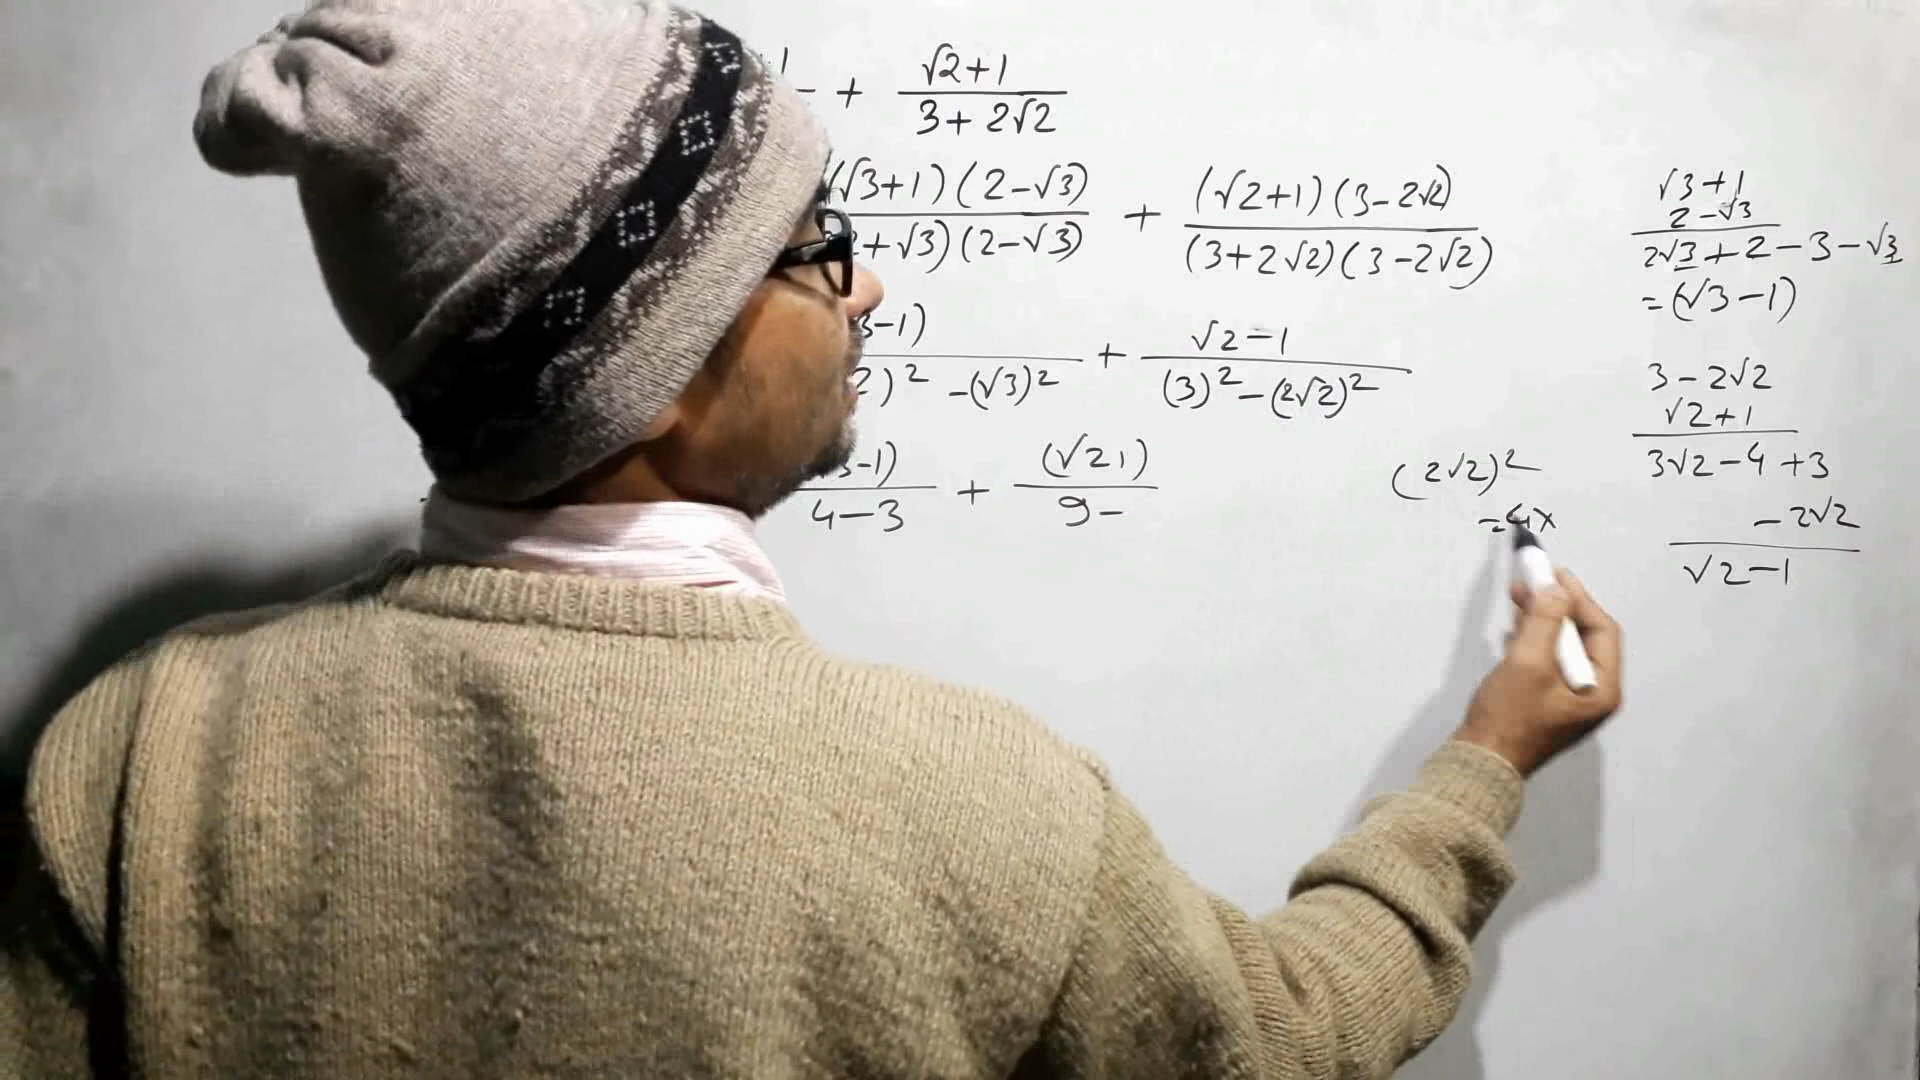 1 + √2+1
3+2√2
(√3+1)(2-√3) + (√2+1)(3-2√2)
+√3)(2-√3) (3+2√2)(3-2√2)
3-1) + √2-1
2)² -(√3)² (3)²-(2√2)²
3-1) + (√21)
4-3 9-
√3+1
2-√3
2√3+2-3-√3
=(√3-1)
3-2√2
√2+1
3√2-4+3
-2√2
√2-1
(2√2)²
=4×